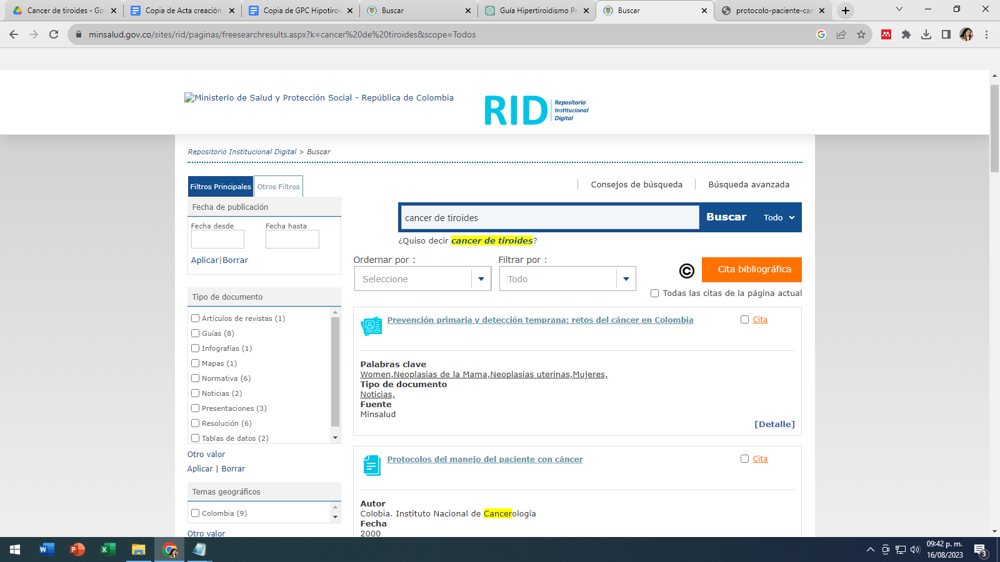 Cancer de tiroides - Goo
Copia de Acta creación
Copia de GPC Hipotiroi
Buscar
Guía Hipertiroidismo Pr
Buscar
protocolo-paciente-can
minsalud.gov.co/sites/rid/paginas/freesearchresults.aspx?k=cancer%20de%20tiroides&scope=Todos
Ministerio de Salud y Protección Social - República de Colombia
RID
Repositorio
Institucional
Digital
Repositorio Institucional Digital > Buscar
Filtros Principales
Otros Filtros
Consejos de búsqueda
Búsqueda avanzada
Fecha de publicación
Fecha desde
Fecha hasta
Aplicar|Borrar
cancer de tiroides
Buscar
Todo
¿Quiso decir cancer de tiroides?
Ordernar por :
Filtrar por :
Seleccione
Todo
©
Cita bibliográfica
Todas las citas de la página actual
Tipo de documento
Artículos de revistas (1)
Guías (8)
Infografías (1)
Mapas (1)
Normativa (6)
Noticias (2)
Presentaciones (3)
Resolución (6)
Tablas de datos (2)
Otro valor
Aplicar | Borrar
Temas geográficos
Colombia (9)
Otro valor
Prevención primaria y detección temprana: retos del cáncer en Colombia
Cita
Palabras clave
Women,Neoplasias de la Mama,Neoplasias uterinas,Mujeres,
Tipo de documento
Noticias,
Fuente
Minsalud
[Detalle]
Protocolos del manejo del paciente con cáncer
Cita
Autor
Colobia. Instituto Nacional de Cancerología
Fecha
2000
09:42 p. m.
16/08/2023
3